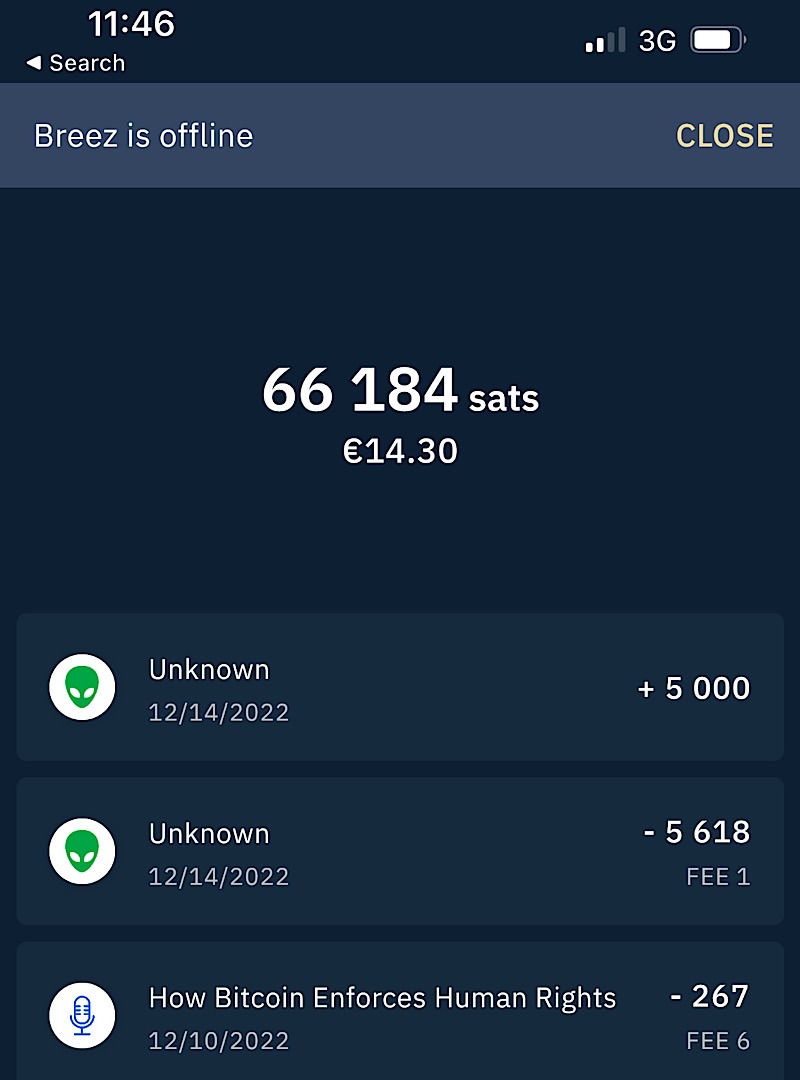 11:46
3G
◀ Search
Breez is offline CLOSE
66 184 sats
€14.30
Unknown
+ 5 000
12/14/2022
Unknown
- 5 618
12/14/2022
FEE 1
How Bitcoin Enforces Human Rights
- 267
12/10/2022
FEE 6